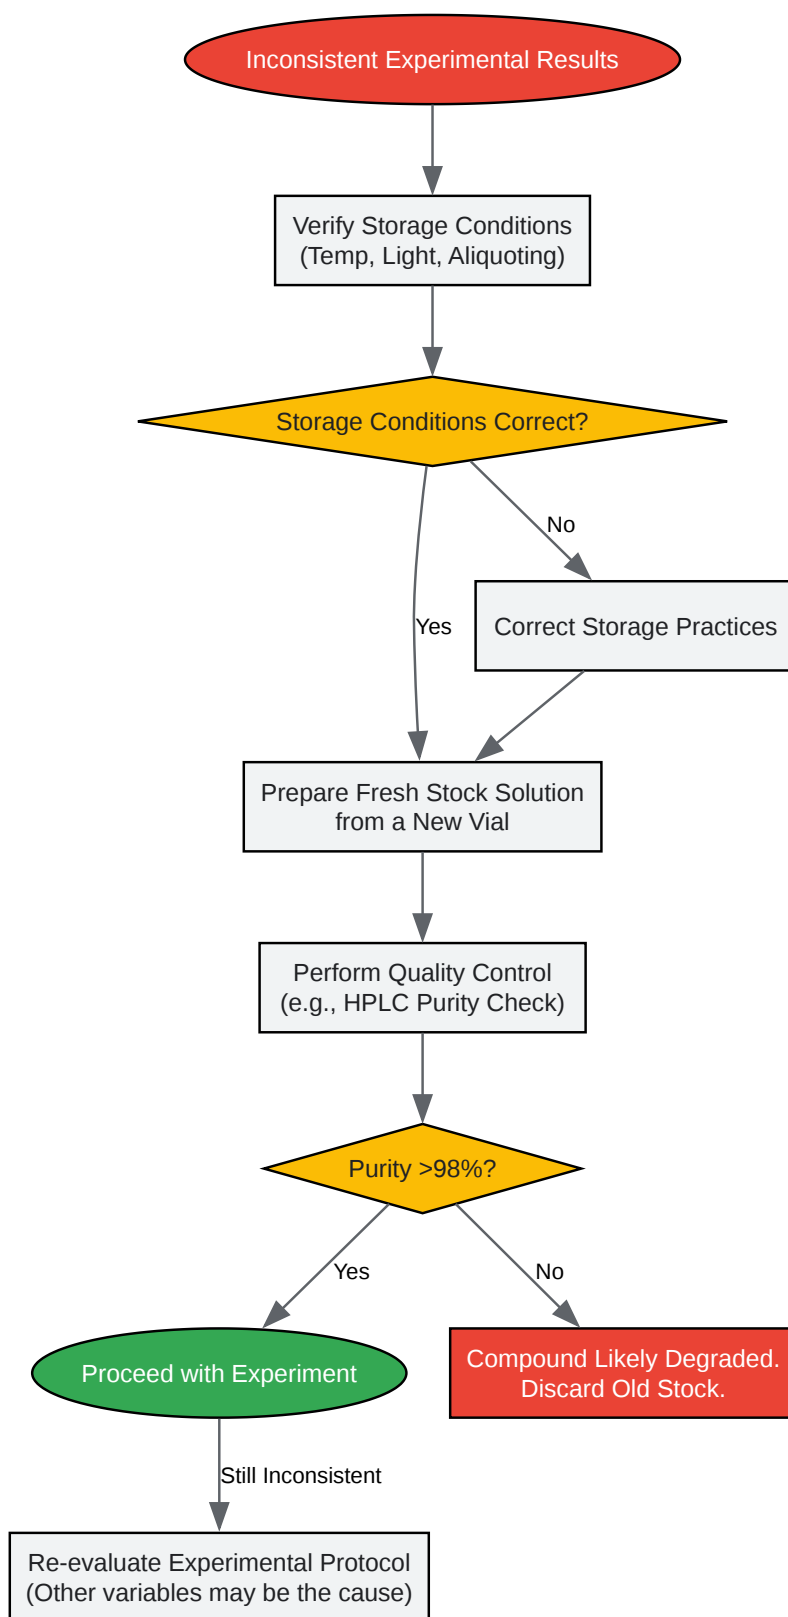 Inconsistent Experimental Results
Verify Storage Conditions
(Temp, Light, Aliquoting)
Storage Conditions Correct?
No
Yes
Correct Storage Practices
Prepare Fresh Stock Solution
from a New Vial
Perform Quality Control
(e.g., HPLC Purity Check)
Purity >98%?
Yes
No
Proceed with Experiment
Compound Likely Degraded.
Discard Old Stock.
Still Inconsistent
Re-evaluate Experimental Protocol
(Other variables may be the cause)